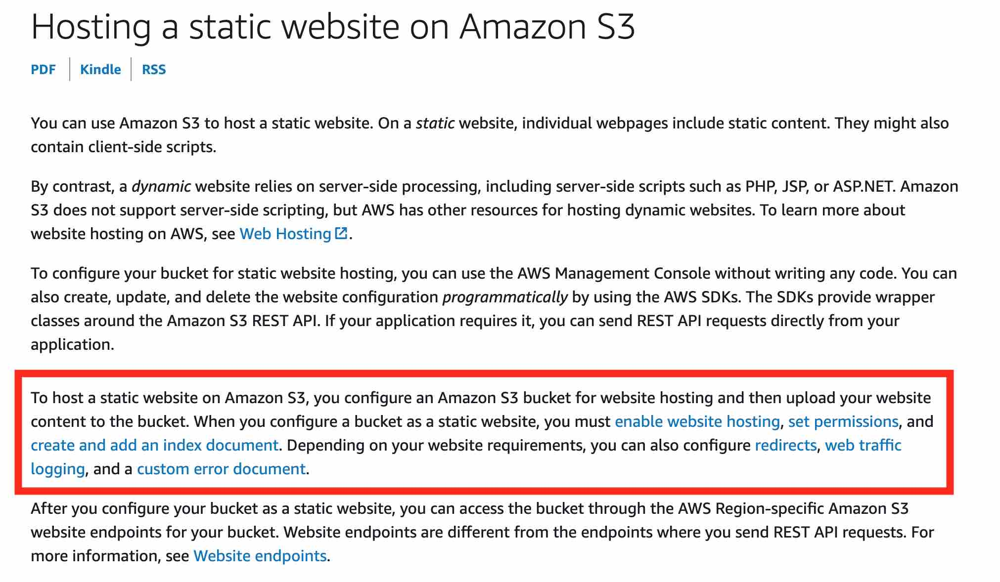 Hosting a static website on Amazon S3
PDF | Kindle | RSS
You can use Amazon S3 to host a static website. On a static website, individual webpages include static content. They might also
contain client-side scripts.
By contrast, a dynamic website relies on server-side processing, including server-side scripts such as PHP, JSP, or ASP.NET. Amazon
S3 does not support server-side scripting, but AWS has other resources for hosting dynamic websites. To learn more about
website hosting on AWS, see Web Hosting.
To configure your bucket for static website hosting, you can use the AWS Management Console without writing any code. You can
also create, update, and delete the website configuration programmatically by using the AWS SDKs. The SDKs provide wrapper
classes around the Amazon S3 REST API. If your application requires it, you can send REST API requests directly from your
application.
To host a static website on Amazon S3, you configure an Amazon S3 bucket for website hosting and then upload your website
content to the bucket. When you configure a bucket as a static website, you must enable website hosting, set permissions, and
create and add an index document. Depending on your website requirements, you can also configure redirects, web traffic
logging, and a custom error document.
After you configure your bucket as a static website, you can access the bucket through the AWS Region-specific Amazon S3
website endpoints for your bucket. Website endpoints are different from the endpoints where you send REST API requests. For
more information, see Website endpoints.